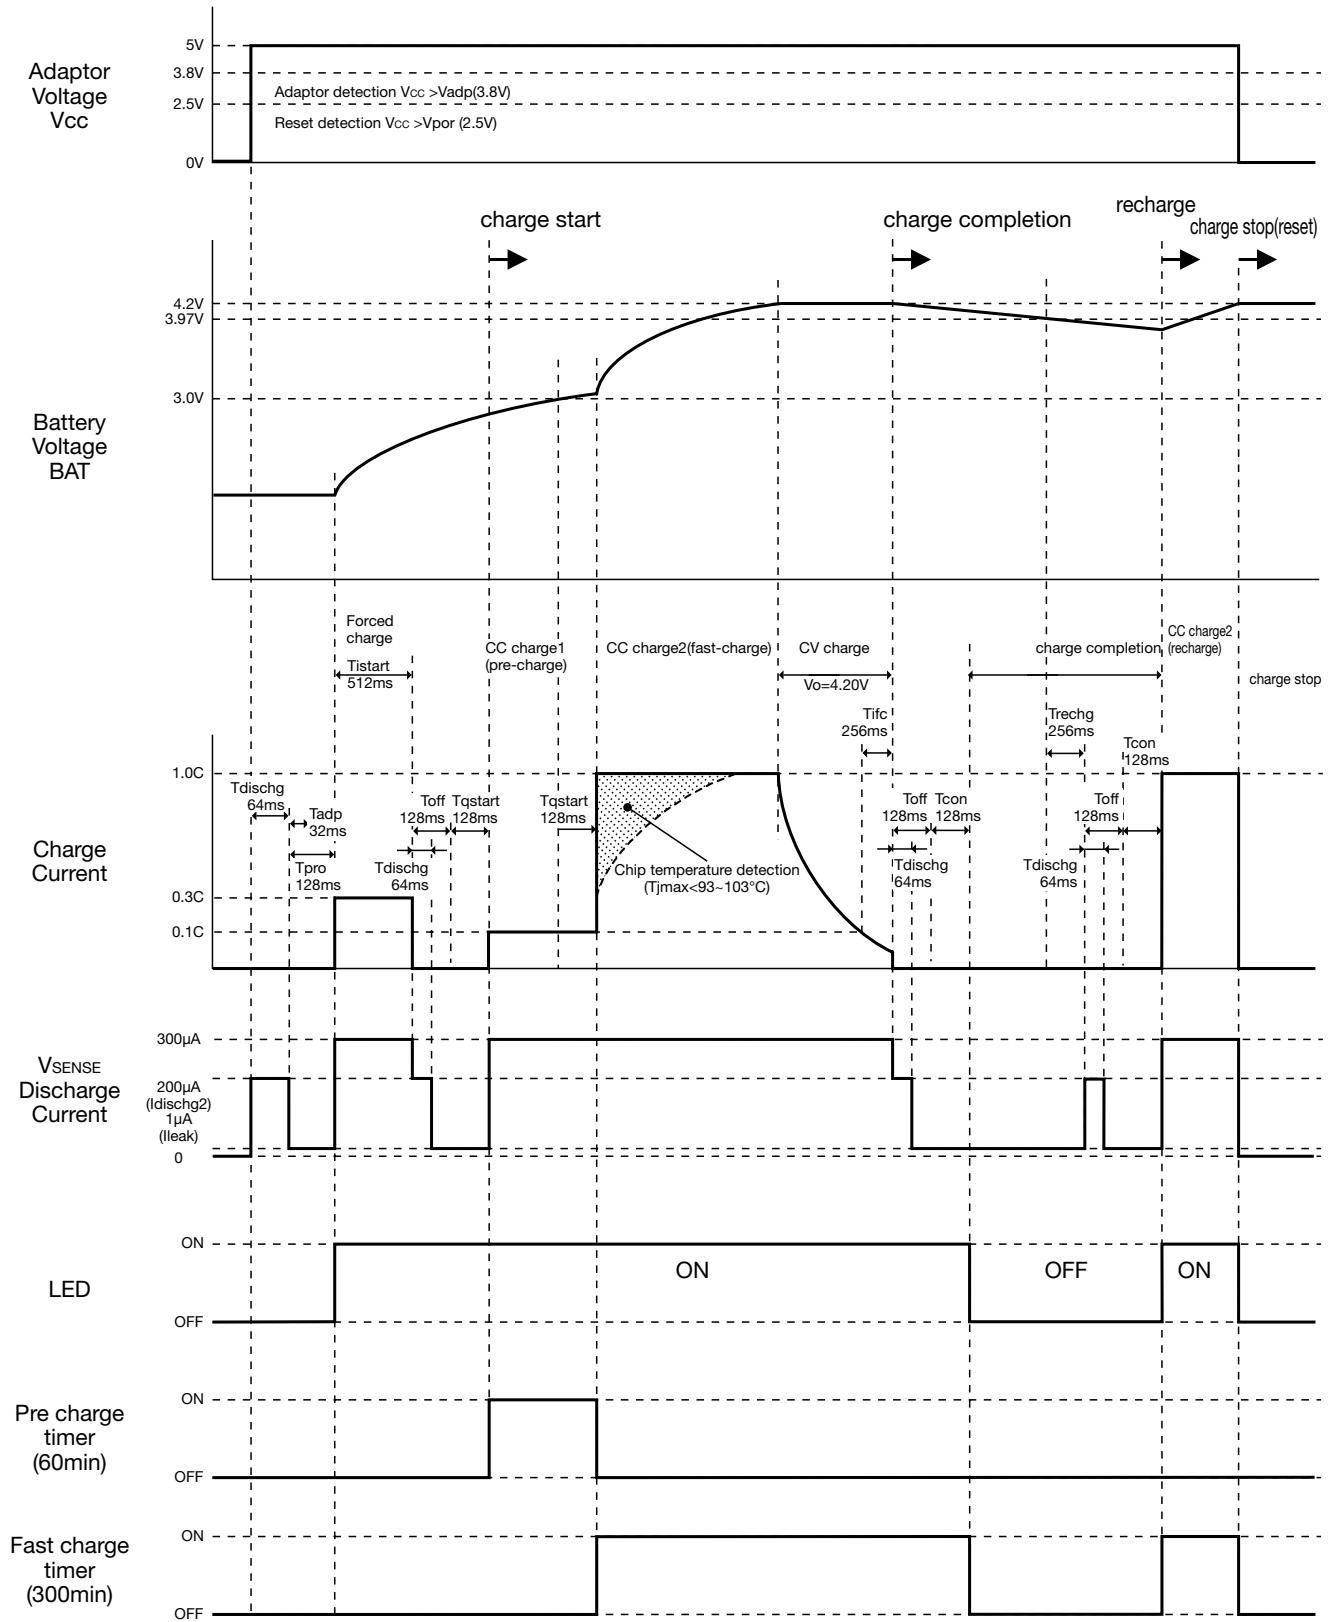 Adaptor
Voltage
Vcc
5V
3.8V
2.5V
0V
Adaptor detection Vcc >Vadp(3.8V)
Reset detection Vcc >Vpor (2.5V)
charge start
charge completion
recharge
charge stop(reset)
Battery
Voltage
BAT
4.2V
3.97V
3.0V
Forced
charge
Tistart
512ms
CC charge1
(pre-charge)
CC charge2(fast-charge)
CV charge
Vo=4.20V
charge completion
CC charge2
(recharge)
charge stop
Tifc
256ms
Trechg
256ms
Tcon
128ms
Charge
Current
1.0C
0.3C
0.1C
Tdischg
64ms
Tadp
32ms
Tpro
128ms
Toff
128ms
Tqstart
128ms
Tdischg
64ms
Tqstart
128ms
Chip temperature detection
(Tjmax<93~103°C)
Toff
128ms
Tcon
128ms
Tdischg
64ms
Toff
128ms
Tdischg
64ms
VSENSE
Discharge
Current
300μA
200μA
(Idischg2)
1μA
(Ileak)
0
LED
ON
OFF
ON
OFF
ON
Pre charge
timer
(60min)
ON
OFF
Fast charge
timer
(300min)
ON
OFF